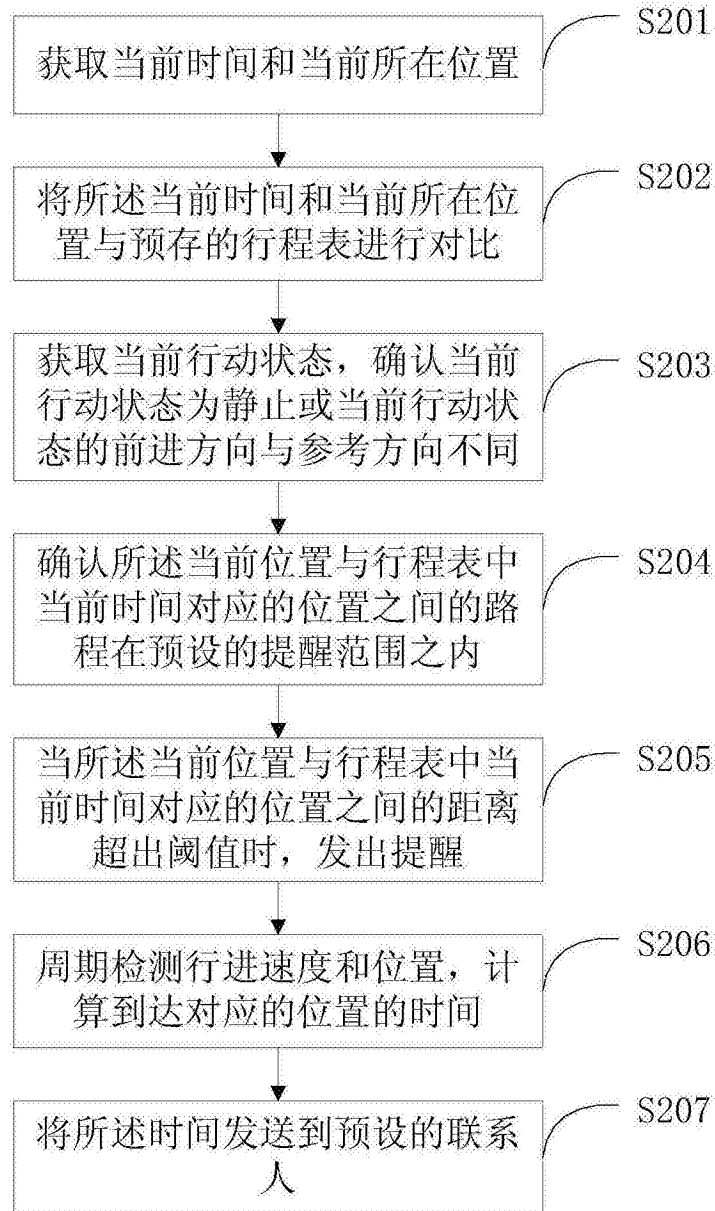 S201
获取当前时间和当前所在位置
S202
将所述当前时间和当前所在位
置与预存的行程表进行对比
S203
获取当前行动状态，确认当前
行动状态为静止或当前行动状
态的前进方向与参考方向不同
S204
确认所述当前位置与行程表中
当前时间对应的位置之间的路
程在预设的提醒范围之内
S205
当所述当前位置与行程表中当
前时间对应的位置之间的距离
超出阈值时，发出提醒
S206
周期检测行进速度和位置，计
算到达对应的位置的时间
S207
将所述时间发送到预设的联系
人